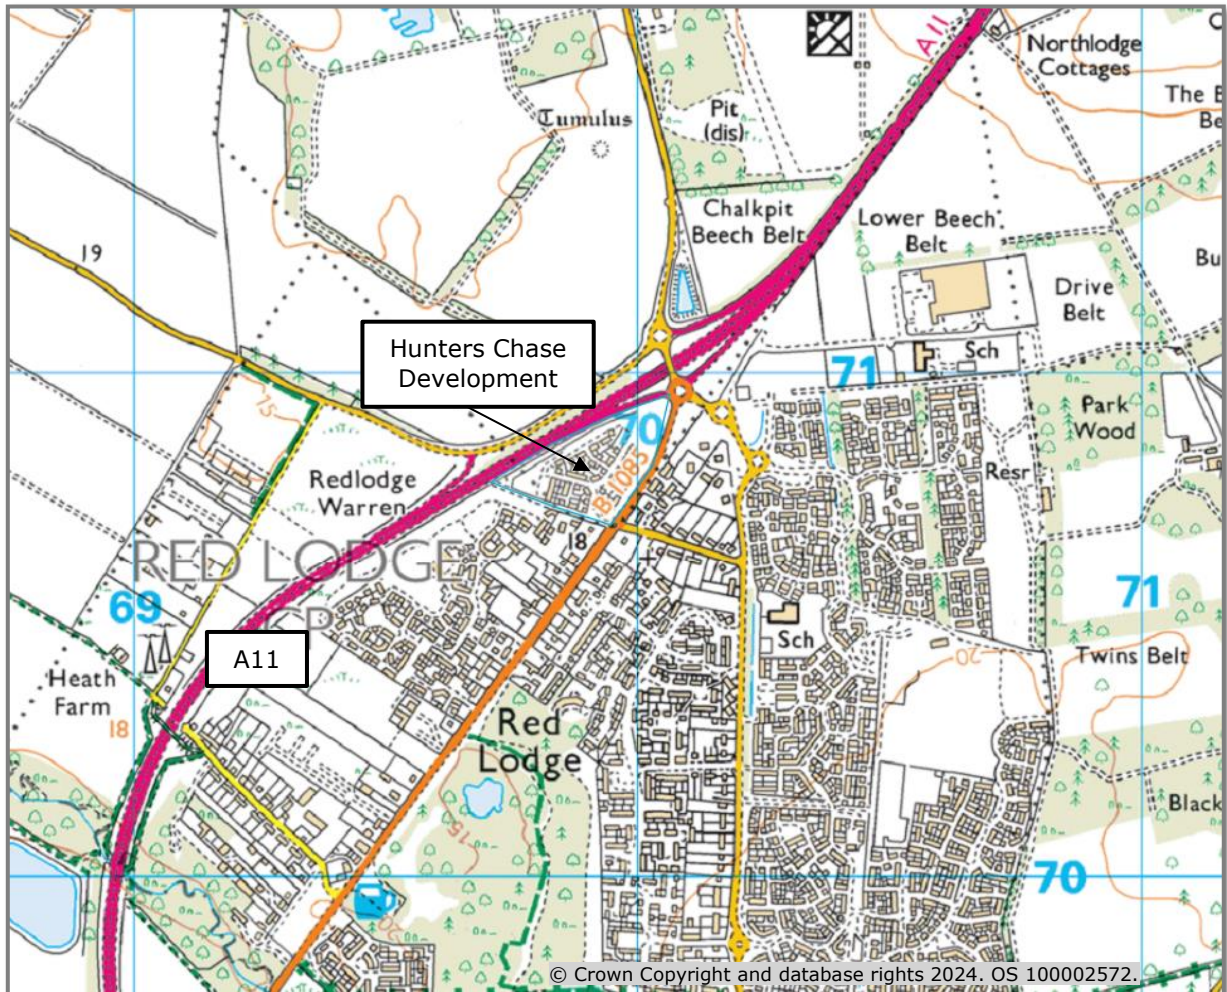 A11
Northlodge
Cottages
The B
Be
Pit
(dis)
Tumulus
Chalkpit
Beech Belt
Lower Beech
Belt
Bu
19
Drive
Belt
Hunters Chase
Development
Sch
71
Park
Wood
70
15
B1085
Redlodge
Warren
Resr
18
RED LODGE
CP
69
71
A11
Sch
Heath
Farm
18
20
Twins Belt
Red
Lodge
15
Black
70
20
© Crown Copyright and database rights 2024. OS 100002572.